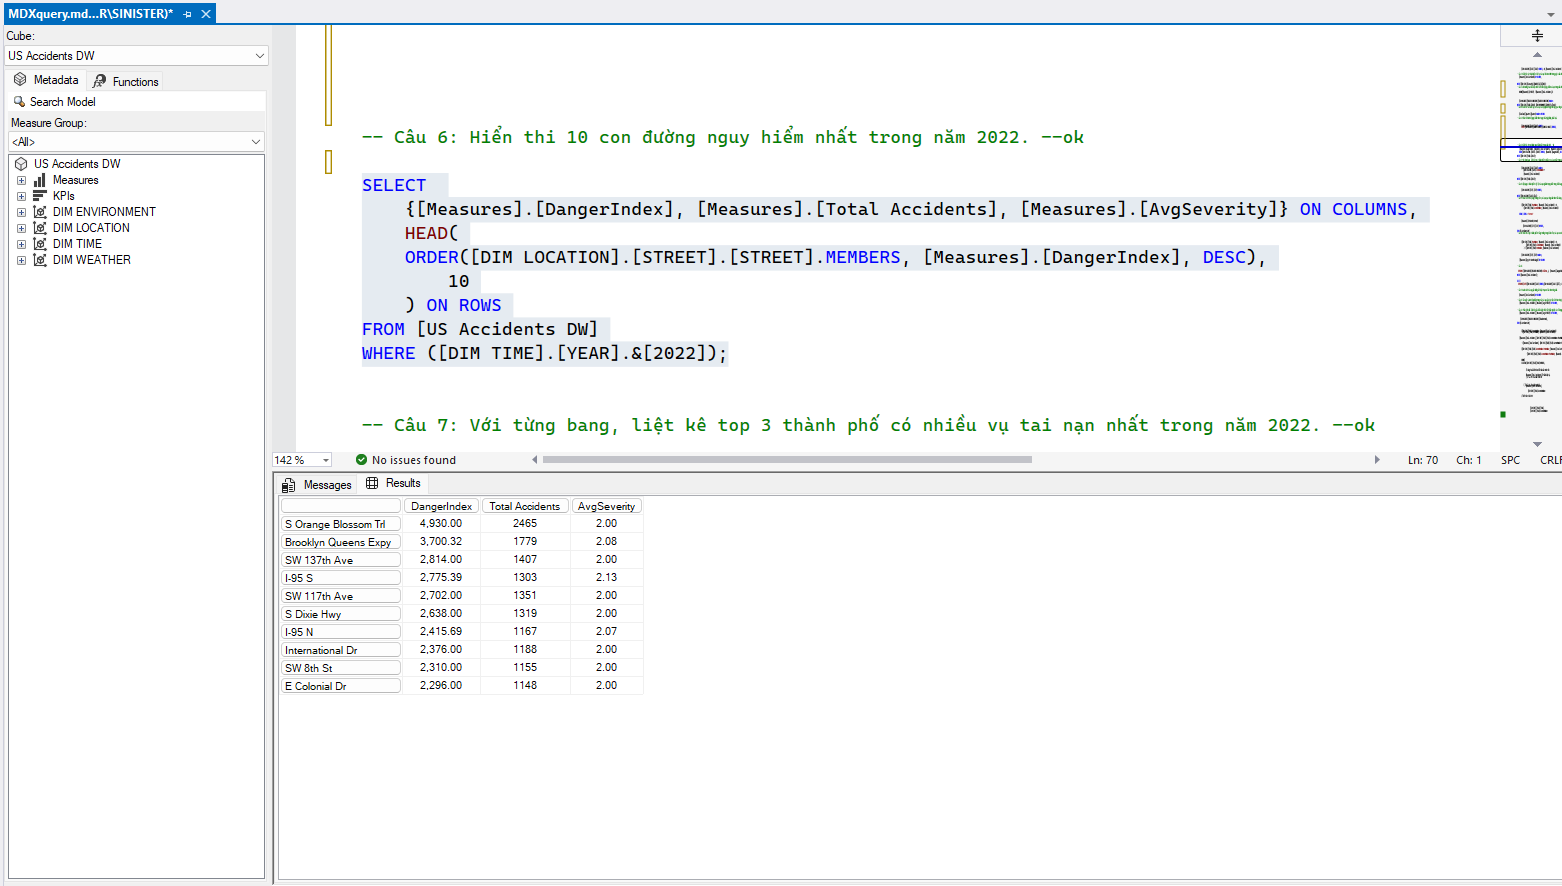 MDXquery.md...R\SINISTER)*
Cube:
US Accidents DW
Metadata
Functions
Search Model
Measure Group:
<All>
US Accidents DW
Measures
KPIs
DIM ENVIRONMENT
DIM LOCATION
DIM TIME
DIM WEATHER
-- Câu 6: Hiển thi 10 con đường nguy hiểm nhất trong năm 2022. --ok
SELECT
{[Measures].[DangerIndex], [Measures].[Total Accidents], [Measures].[AvgSeverity]} ON COLUMNS,
HEAD(
ORDER([DIM LOCATION].[STREET].[STREET].MEMBERS, [Measures].[DangerIndex], DESC),
10
) ON ROWS
FROM [US Accidents DW]
WHERE ([DIM TIME].[YEAR].&[2022]);
-- Câu 7: Với từng bang, liệt kê top 3 thành phố có nhiều vụ tai nạn nhất trong năm 2022. --ok
142 %
No issues found
Ln: 70
Ch: 1
SPC
CRLF
Messages
Results
DangerIndex Total Accidents AvgSeverity
S Orange Blossom Trl 4,930.00 2465 2.00
Brooklyn Queens Expy 3,700.32 1779 2.08
SW 137th Ave 2,814.00 1407 2.00
I-95 S 2,775.39 1303 2.13
SW 117th Ave 2,702.00 1351 2.00
S Dixie Hwy 2,638.00 1319 2.00
I-95 N 2,415.69 1167 2.07
International Dr 2,376.00 1188 2.00
SW 8th St 2,310.00 1155 2.00
E Colonial Dr 2,296.00 1148 2.00